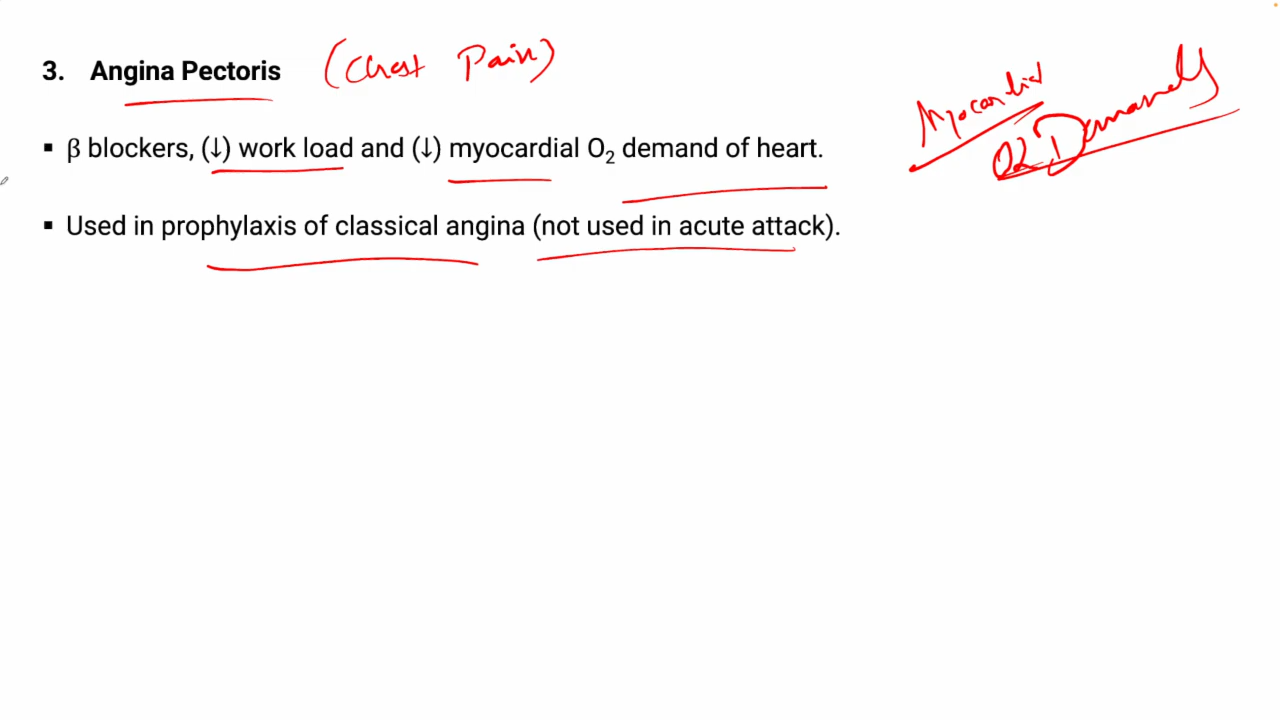 3. Angina Pectoris (Chest Pain)
Myocardial
O2 Demand
▪ β blockers, (↓) work load and (↓) myocardial O₂ demand of heart.
▪ Used in prophylaxis of classical angina (not used in acute attack).